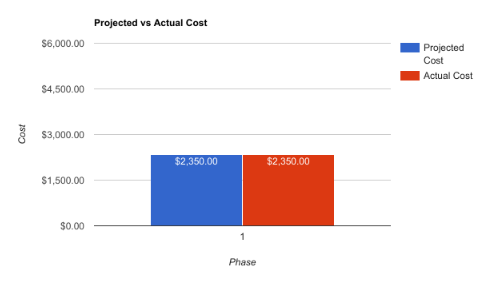 Projected vs Actual Cost
$6,000.00
$4,500.00
$3,000.00
$1,500.00
$0.00
Cost
$2,350.00
$2,350.00
1
Phase
Projected
Cost
Actual Cost